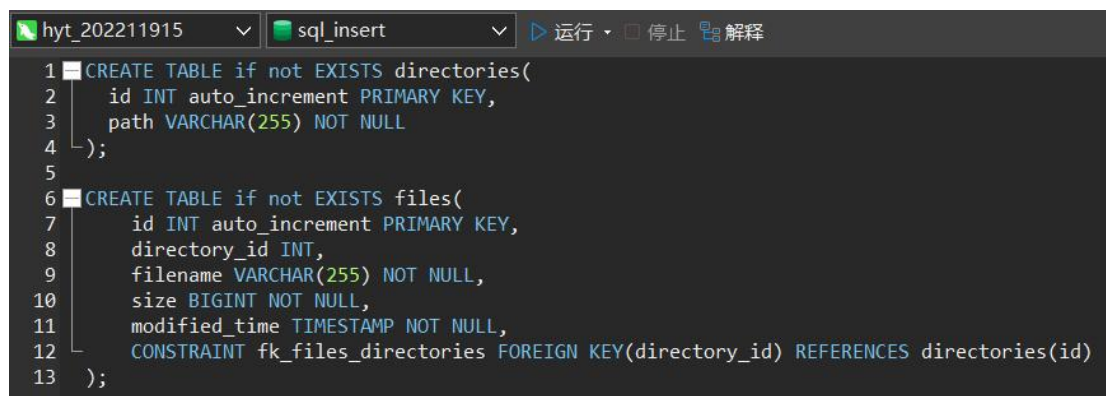 hyt_202211915 sql_insert 运行 停止 解释
1 CREATE TABLE if not EXISTS directories(
2 id INT auto_increment PRIMARY KEY,
3 path VARCHAR(255) NOT NULL
4 );
5
6 CREATE TABLE if not EXISTS files(
7 id INT auto_increment PRIMARY KEY,
8 directory_id INT,
9 filename VARCHAR(255) NOT NULL,
10 size BIGINT NOT NULL,
11 modified_time TIMESTAMP NOT NULL,
12 CONSTRAINT fk_files_directories FOREIGN KEY(directory_id) REFERENCES directories(id)
13 );